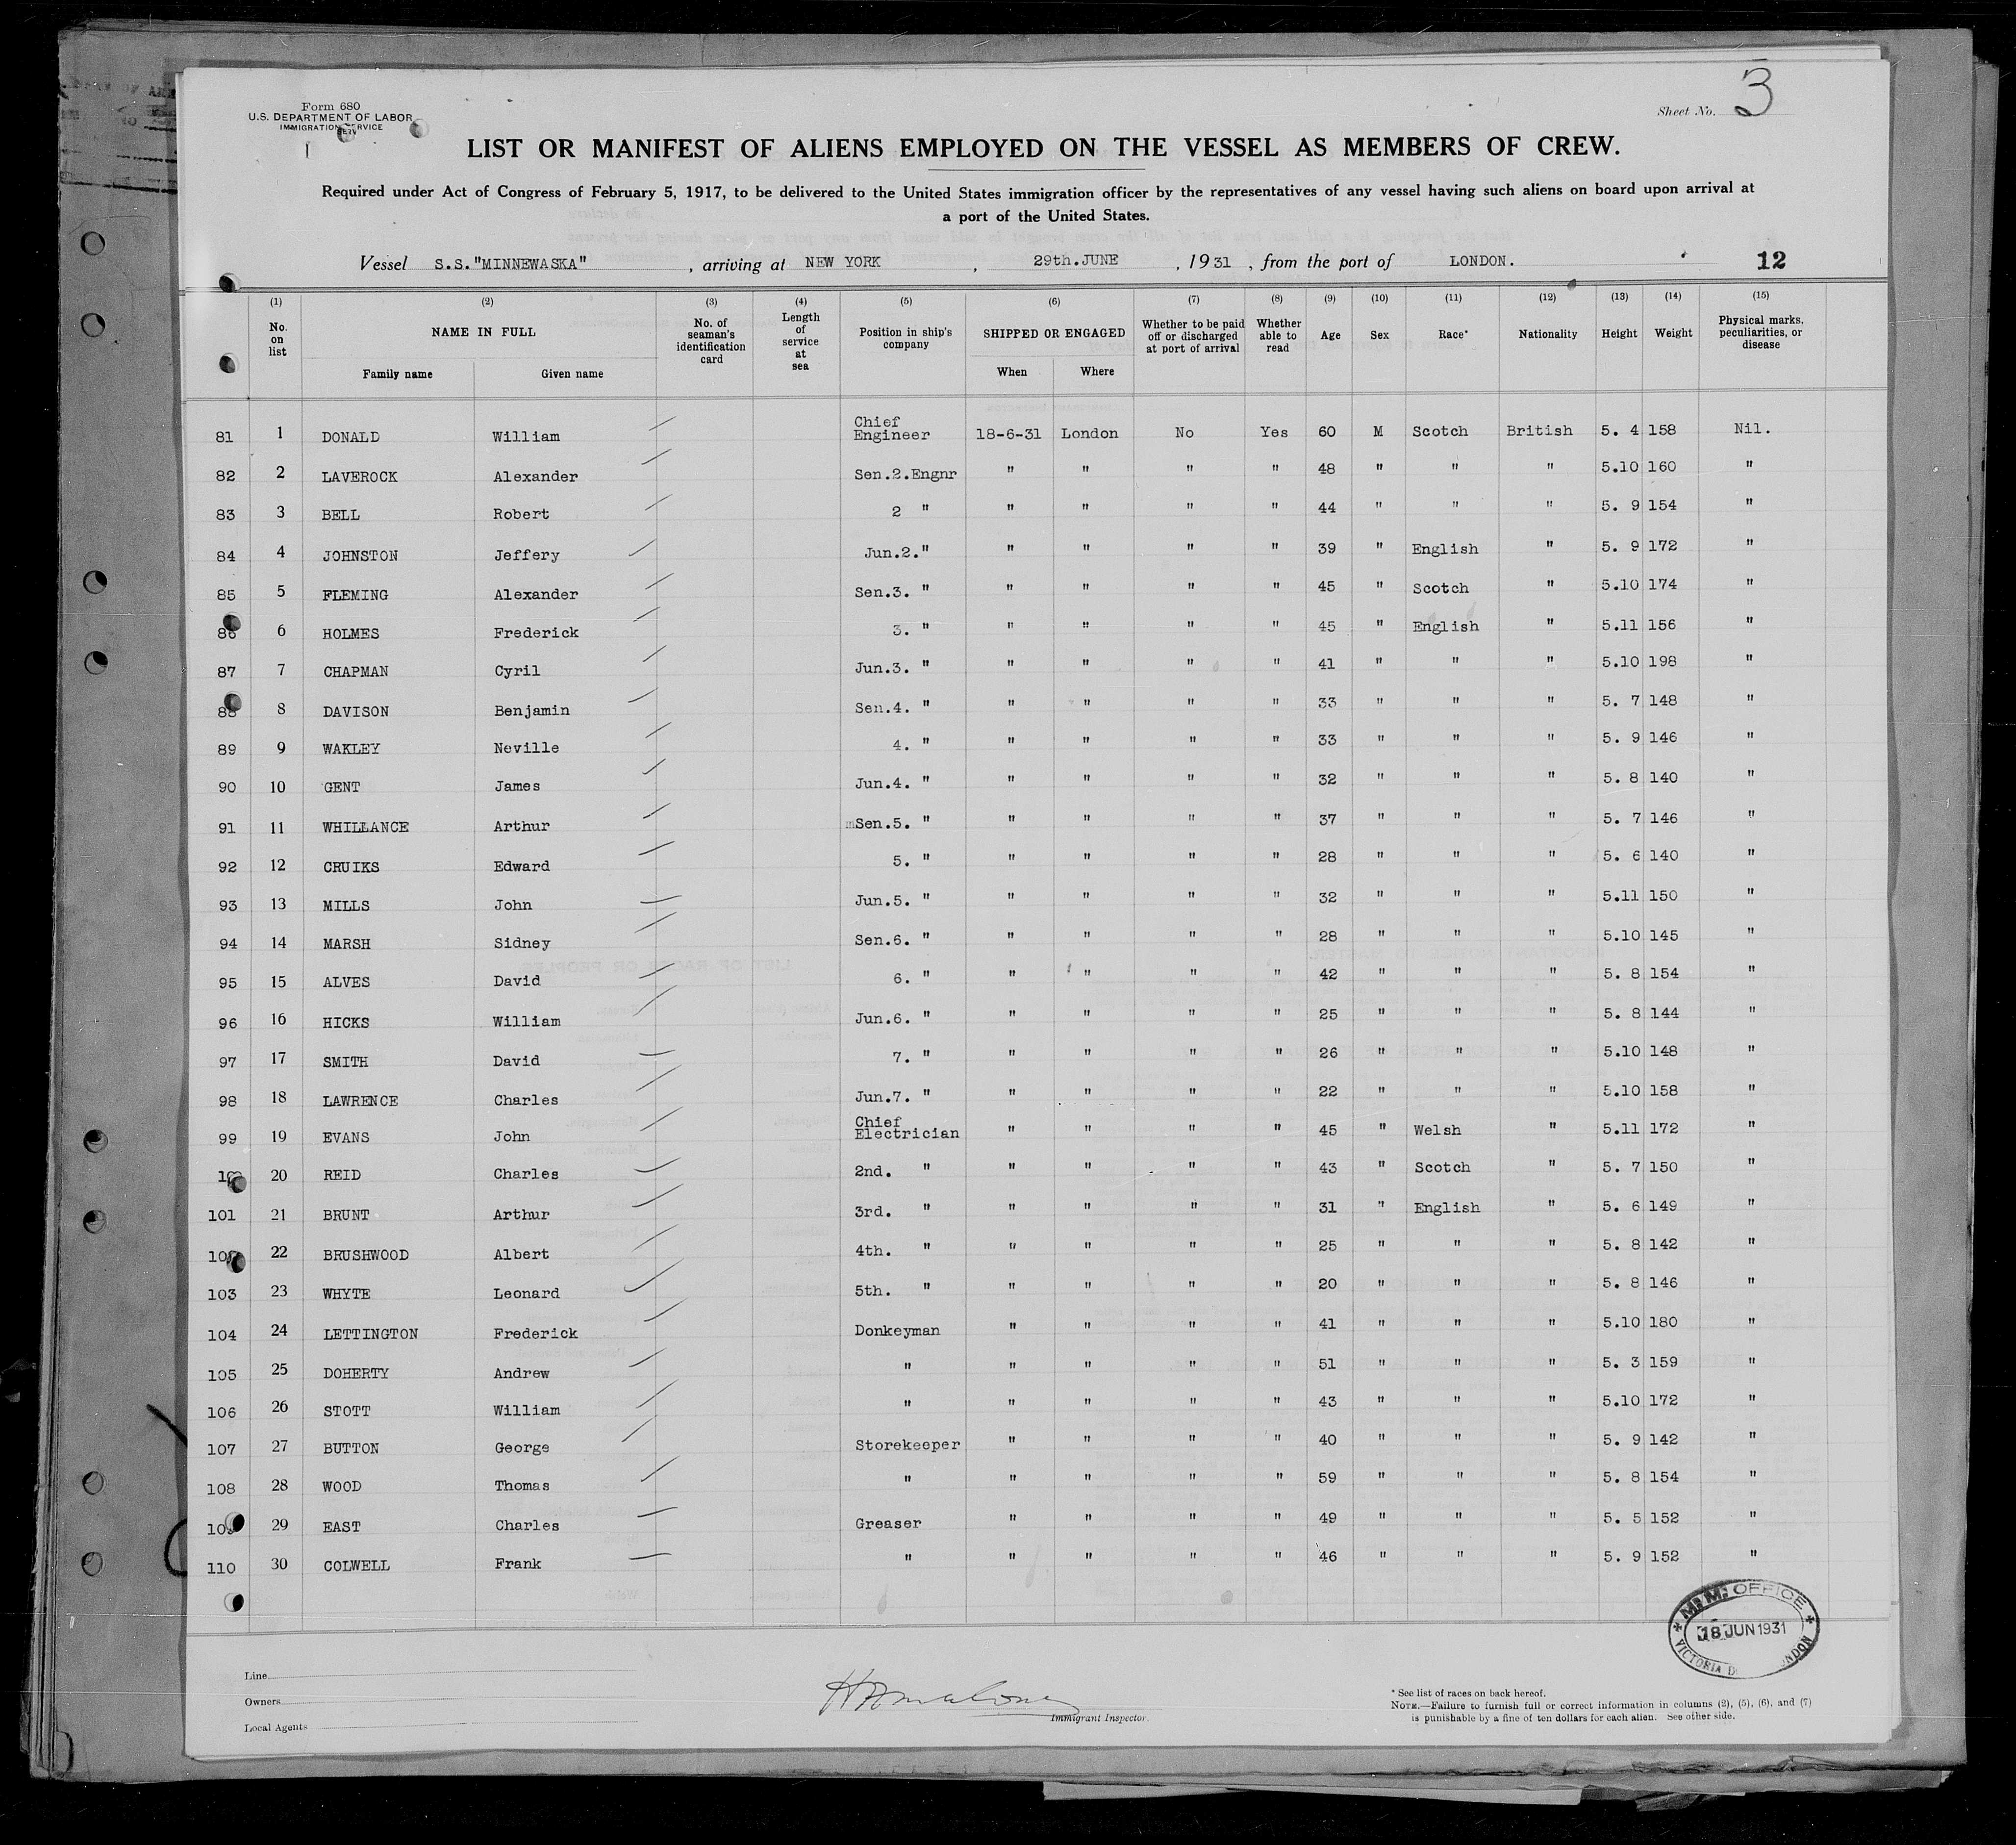 Form 680
U.S. DEPARTMENT OF LABOR
IMMIGRATION SERVICE
Sheet No. 3
LIST OR MANIFEST OF ALIENS EMPLOYED ON THE VESSEL AS MEMBERS OF CREW.
Required under Act of Congress of February 5, 1917, to be delivered to the United States immigration officer by the representatives of any vessel having such aliens on board upon arrival at
a port of the United States.
Vessel S.S."MINNEWASKA" , arriving at NEW YORK , 29th.JUNE , 1931 , from the port of LONDON. 12
(1) (2) (3) (4) (5) (6) (7) (8) (9) (10) (11) (12) (13) (14) (15)
No. on list NAME IN FULL No. of seaman's identification card Length of service at sea Position in ship's company SHIPPED OR ENGAGED Whether to be paid off or discharged at port of arrival Whether able to read Age Sex Race* Nationality Height Weight Physical marks, peculiarities, or disease
Family name Given name When Where
81 1 DONALD William Chief Engineer 18-6-31 London No Yes 60 M Scotch British 5. 4 158 Nil.
82 2 LAVEROCK Alexander Sen.2.Engnr " " " " 48 " " " 5.10 160 "
83 3 BELL Robert 2 " " " " " 44 " " " 5. 9 154 "
84 4 JOHNSTON Jeffery Jun.2." " " " " 39 " English " 5. 9 172 "
85 5 FLEMING Alexander Sen.3. " " " " " 45 " Scotch " 5.10 174 "
86 6 HOLMES Frederick 3. " " " " " 45 " English " 5.11 156 "
87 7 CHAPMAN Cyril Jun.3. " " " " " 41 " " " 5.10 198 "
88 8 DAVISON Benjamin Sen.4. " " " " " 33 " " " 5. 7 148 "
89 9 WAKLEY Neville 4. " " " " " 33 " " " 5. 9 146 "
90 10 GENT James Jun.4. " " " " " 32 " " " 5. 8 140 "
91 11 WHILLANCE Arthur Sen.5. " " " " " 37 " " " 5. 7 146 "
92 12 CRUIKS Edward 5. " " " " " 28 " " " 5. 6 140 "
93 13 MILLS John Jun.5. " " " " " 32 " " " 5.11 150 "
94 14 MARSH Sidney Sen.6. " " " " " 28 " " " 5.10 145 "
95 15 ALVES David 6. " " " " " 42 " " " 5. 8 154 "
96 16 HICKS William Jun.6. " " " " " 25 " " " 5. 8 144 "
97 17 SMITH David 7. " " " " " 26 " " " 5.10 148 "
98 18 LAWRENCE Charles Jun.7. " " " " " 22 " " " 5.10 158 "
99 19 EVANS John Chief Electrician " " " " 45 " Welsh " 5.11 172 "
20 REID Charles 2nd. " " " " " 43 " Scotch " 5. 7 150 "
101 21 BRUNT Arthur 3rd. " " " " " 31 " English " 5. 6 149 "
22 BRUSHWOOD Albert 4th. " " " " " 25 " " " 5. 8 142 "
103 23 WHYTE Leonard 5th. " " " " " 20 " " " 5. 8 146 "
104 24 LETTINGTON Frederick Donkeyman " " " " 41 " " " 5.10 180 "
105 25 DOHERTY Andrew " " " " " 51 " " " 5. 3 159 "
106 26 STOTT William " " " " " 43 " " " 5.10 172 "
107 27 BUTTON George Storekeeper " " " " 40 " " " 5. 9 142 "
108 28 WOOD Thomas " " " " " 59 " " " 5. 8 154 "
109 29 EAST Charles Greaser " " " " 49 " " " 5. 5 152 "
110 30 COLWELL Frank " " " " " 46 " " " 5. 9 152 "
M. M. OFFICE
18 JUN 1931
VICTORIA
Line
Owners
Local Agents
Immigrant Inspector.
* See list of races on back hereof.
NOTE.—Failure to furnish full or correct information in columns (2), (5), (6), and (7)
is punishable by a fine of ten dollars for each alien. See other side.